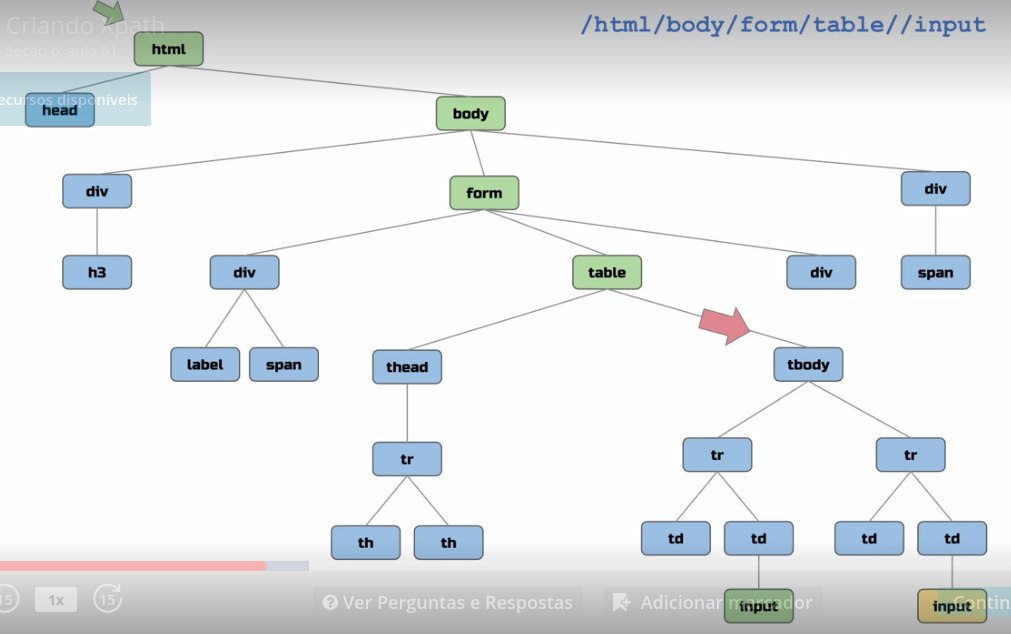 Criando Xpath
/html/body/form/table//input
Seção 6, aula 51
html
ecursos disponíveis
head
body
div
form
div
h3
div
table
div
span
label
span
thead
tbody
tr
tr
tr
th
th
td
td
td
td
15
1x
15
Ver Perguntas e Respostas
Adicionar marcador
input
input
Contin